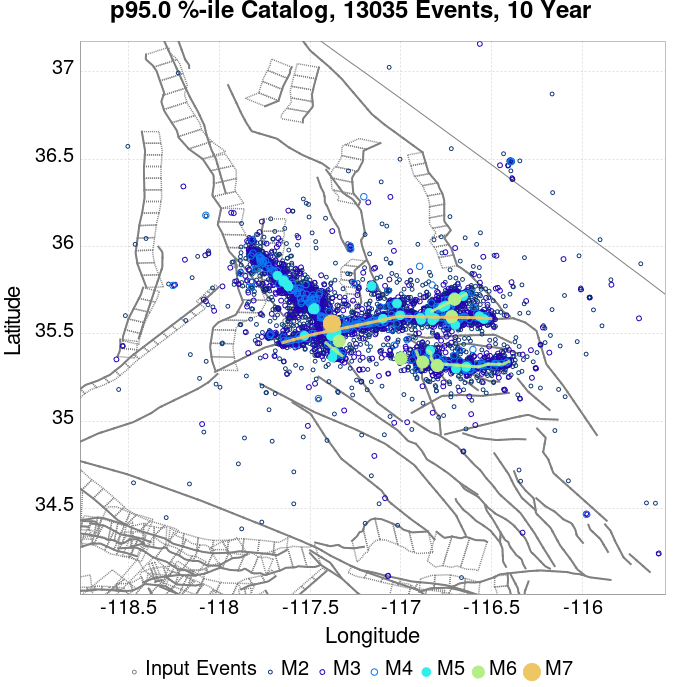 p95.0 %-ile Catalog, 13035 Events, 10 Year
37
36.5
36
35.5
35
34.5
Latitude
-118.5 -118 -117.5 -117 -116.5 -116
Longitude
Input Events M2 M3 M4 M5 M6 M7